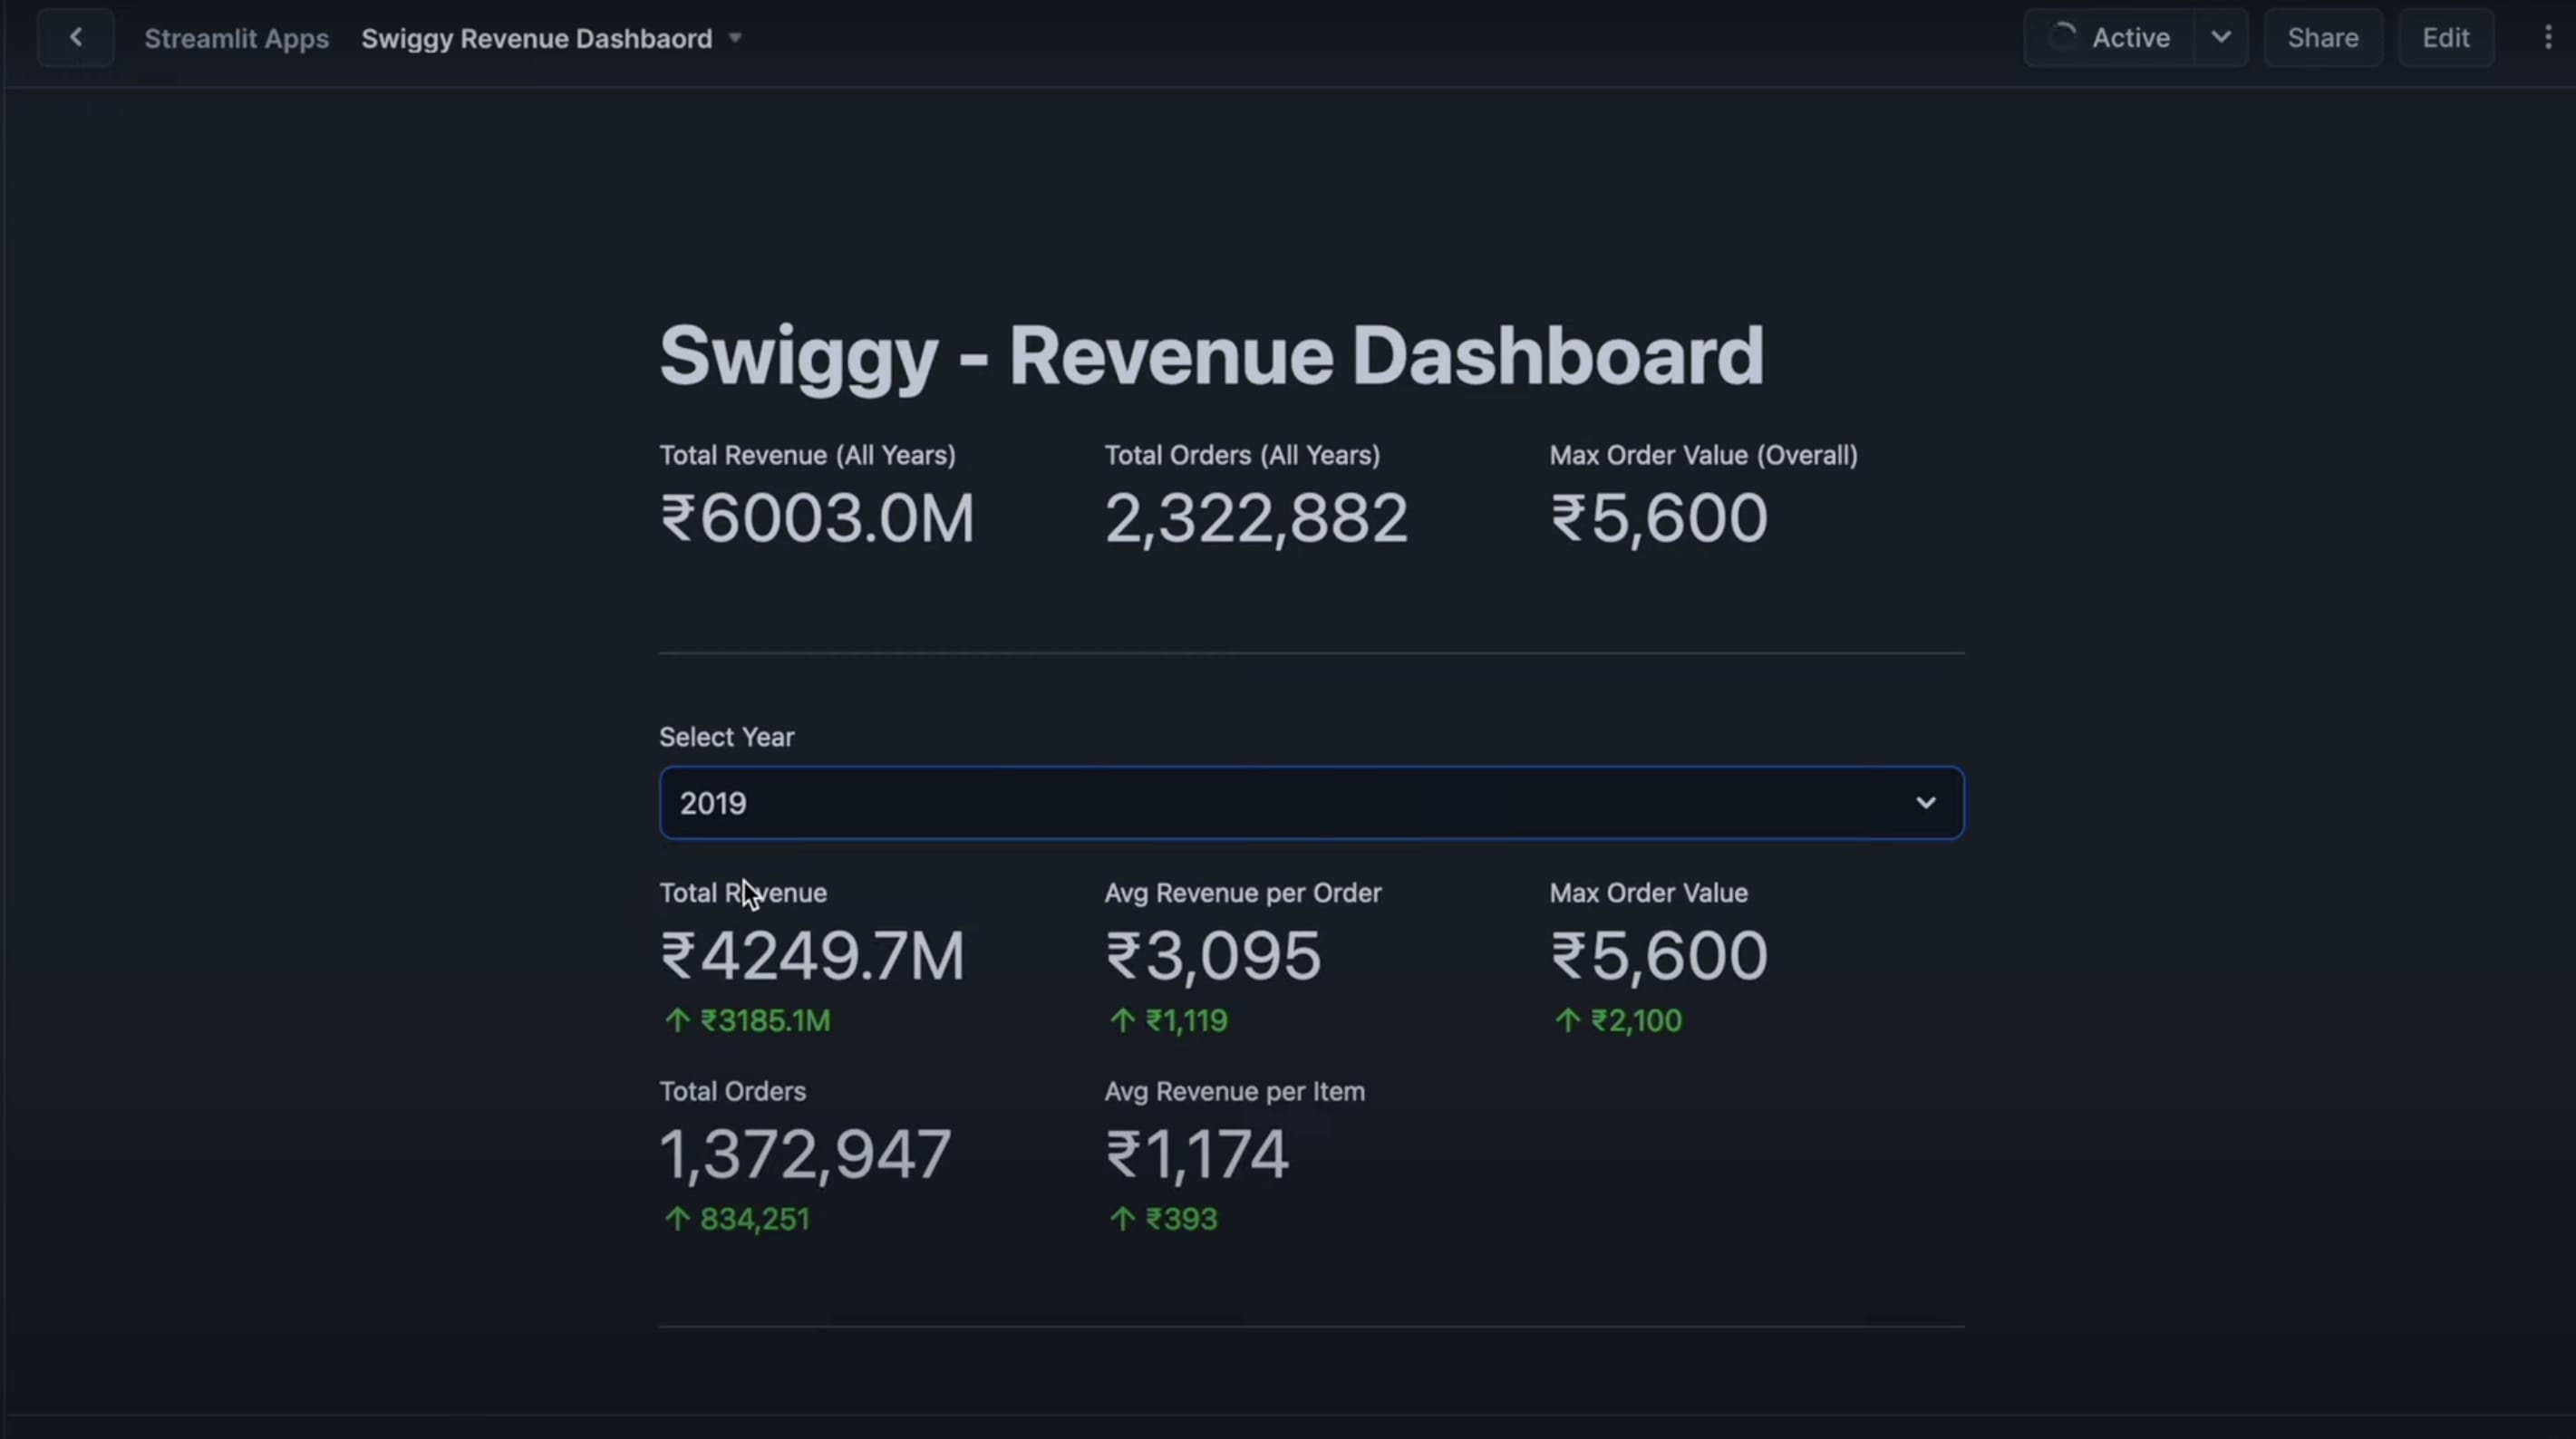 Streamlit Apps Swiggy Revenue Dashbaord
Active Share Edit
Swiggy - Revenue Dashboard
Total Revenue (All Years) Total Orders (All Years) Max Order Value (Overall)
₹6003.0M 2,322,882 ₹5,600
Select Year
2019
Total Revenue Avg Revenue per Order Max Order Value
₹4249.7M ₹3,095 ₹5,600
↑ ₹3185.1M ↑ ₹1,119 ↑ ₹2,100
Total Orders Avg Revenue per Item
1,372,947 ₹1,174
↑ 834,251 ↑ ₹393